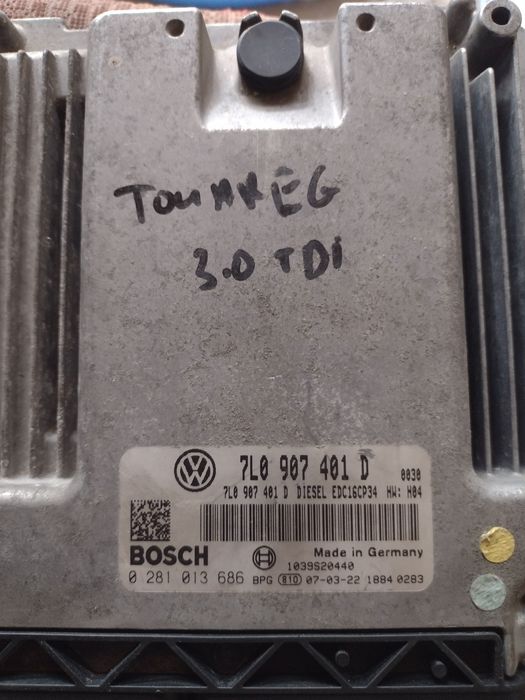 TOUAREG
3.0 TDI
7L0 907 401 D 0030
7L0 907 401 D DIESEL EDC16CP34 HW: H04
BOSCH Made in Germany
1039S20440
0 281 013 686 BPG 810 07-03-22 1884 0283